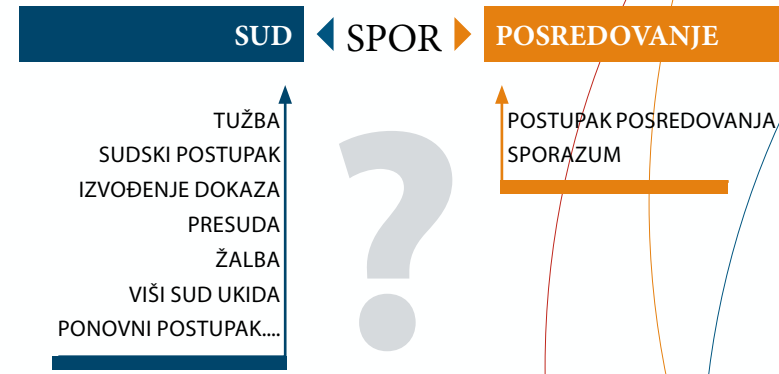 SUD SPOR POSREDOVANJE
TUŽBA
SUDSKI POSTUPAK
IZVOĐENJE DOKAZA
PRESUDA
ŽALBA
VIŠI SUD UKIDA
PONOVNI POSTUPAK....
?
POSTUPAK POSREDOVANJA
SPORAZUM